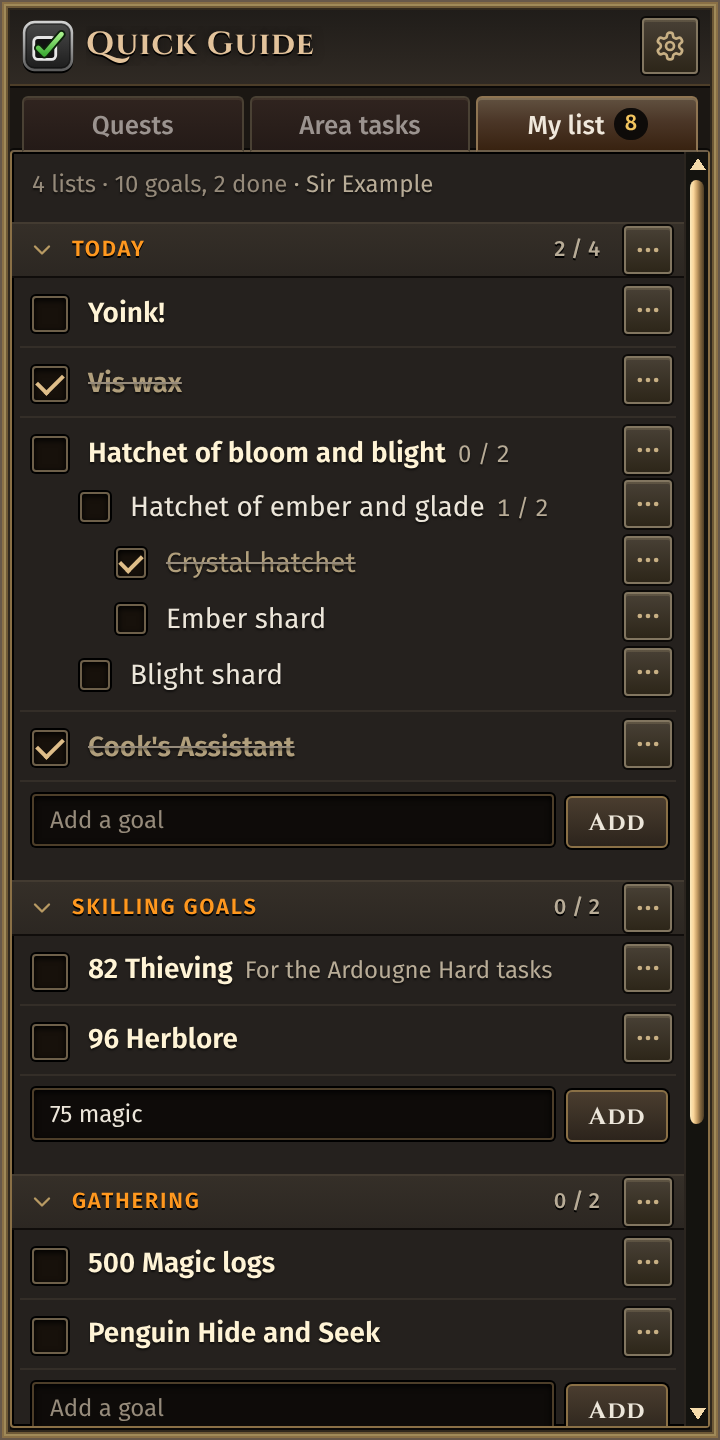 Quick Guide
Quests
Area tasks
My list 8
4 lists · 10 goals, 2 done · Sir Example
TODAY 2 / 4
Yoink!
Vis wax
Hatchet of bloom and blight 0 / 2
Hatchet of ember and glade 1 / 2
Crystal hatchet
Ember shard
Blight shard
Cook's Assistant
Add a goal ADD
SKILLING GOALS 0 / 2
82 Thieving For the Ardougne Hard tasks
96 Herblore
75 magic ADD
GATHERING 0 / 2
500 Magic logs
Penguin Hide and Seek
Add a goal ADD